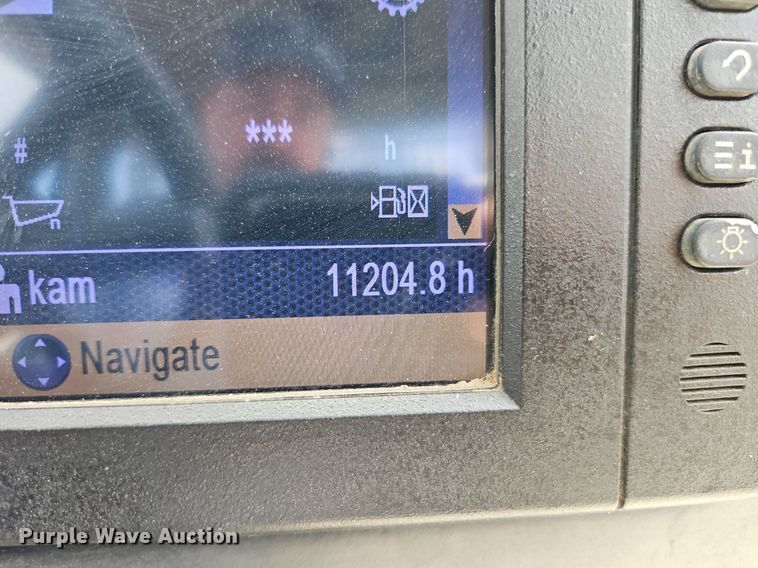 #
***
h
n
kam 11204.8 h
Navigate
i
Purple Wave Auction®